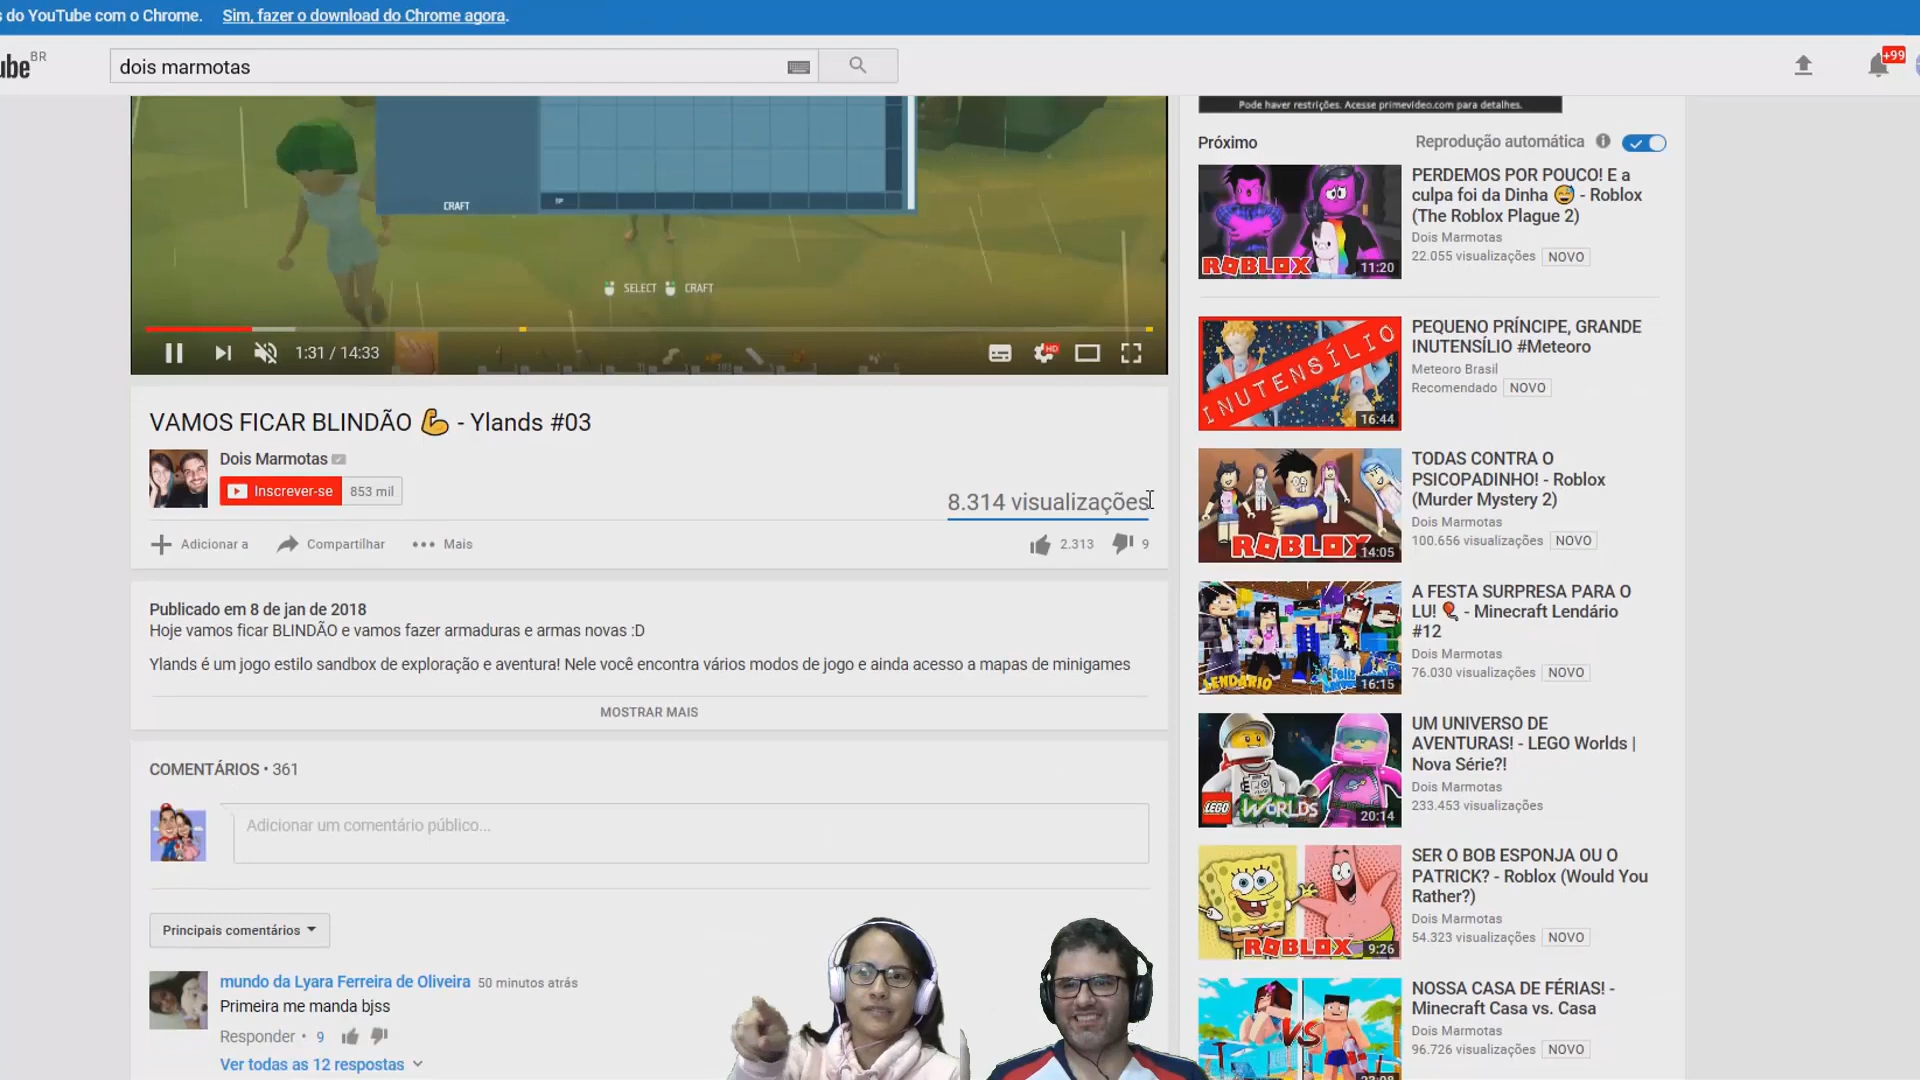 s do YouTube com o Chrome. Sim, fazer o download do Chrome agora.
ube BR
dois marmotas
+99
CRAFT
SELECT CRAFT
1:31 / 14:33
HD
VAMOS FICAR BLINDÃO 💪 - Ylands #03
Dois Marmotas
Inscrever-se 853 mil
8.314 visualizações
Adicionar a Compartilhar ••• Mais
2.313 9
Publicado em 8 de jan de 2018
Hoje vamos ficar BLINDÃO e vamos fazer armaduras e armas novas :D
Ylands é um jogo estilo sandbox de exploração e aventura! Nele você encontra vários modos de jogo e ainda acesso a mapas de minigames
MOSTRAR MAIS
COMENTÁRIOS • 361
Adicionar um comentário público...
Principais comentários
mundo da Lyara Ferreira de Oliveira 50 minutos atrás
Primeira me manda bjss
Responder • 9
Ver todas as 12 respostas
Pode haver restrições. Acesse primevideo.com para detalhes.
Próximo
Reprodução automática
ROBLOX
11:20
PERDEMOS POR POUCO! E a
culpa foi da Dinha 😅 - Roblox
(The Roblox Plague 2)
Dois Marmotas
22.055 visualizações NOVO
INUTENSÍLIO
16:44
PEQUENO PRÍNCIPE, GRANDE
INUTENSÍLIO #Meteoro
Meteoro Brasil
Recomendado NOVO
ROBLOX
14:05
TODAS CONTRA O
PSICOPADINHO! - Roblox
(Murder Mystery 2)
Dois Marmotas
100.656 visualizações NOVO
LENDÁRIO
16:15
A FESTA SURPRESA PARA O
LU! 🎈 - Minecraft Lendário
#12
Dois Marmotas
76.030 visualizações NOVO
LEGO WORLDS
20:14
UM UNIVERSO DE
AVENTURAS! - LEGO Worlds |
Nova Série?!
Dois Marmotas
233.453 visualizações
ROBLOX
9:26
SER O BOB ESPONJA OU O
PATRICK? - Roblox (Would You
Rather?)
Dois Marmotas
54.323 visualizações NOVO
VS
NOSSA CASA DE FÉRIAS! -
Minecraft Casa vs. Casa
Dois Marmotas
96.726 visualizações NOVO